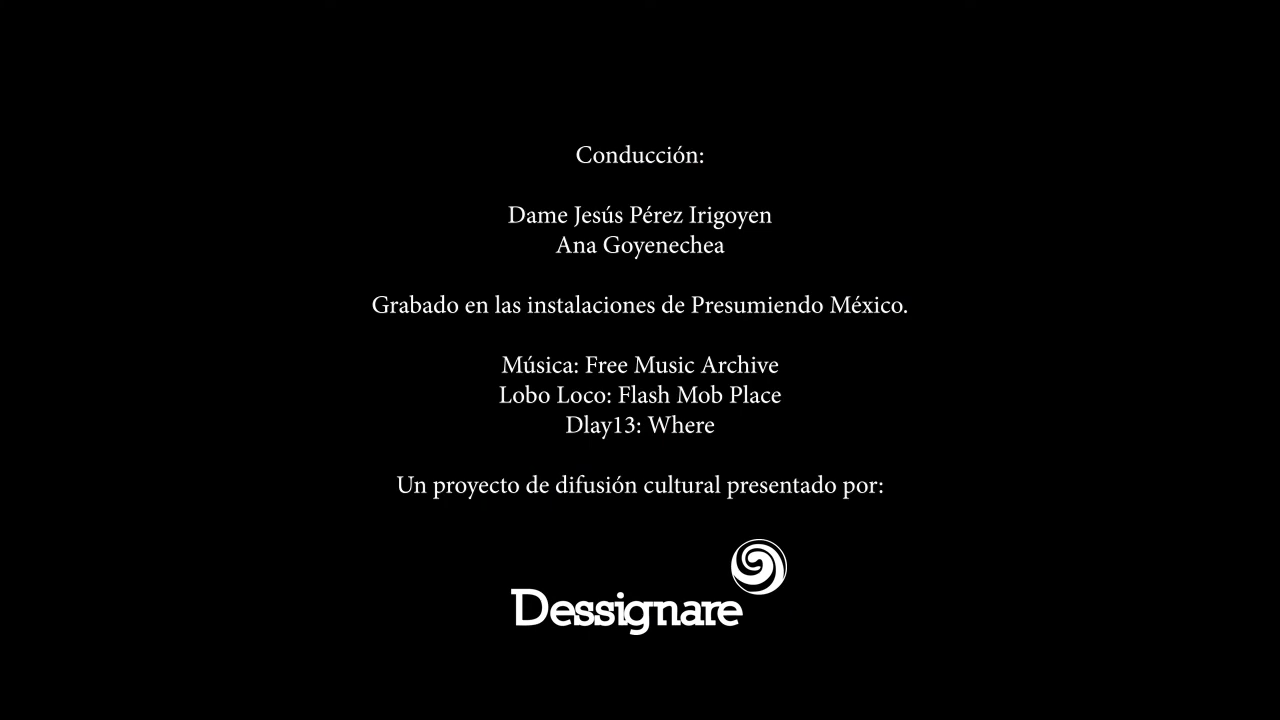 Conducción:
Dame Jesús Pérez Irigoyen
Ana Goyenechea
Grabado en las instalaciones de Presumiendo México.
Música: Free Music Archive
Lobo Loco: Flash Mob Place
Dlay13: Where
Un proyecto de difusión cultural presentado por:
Dessignare